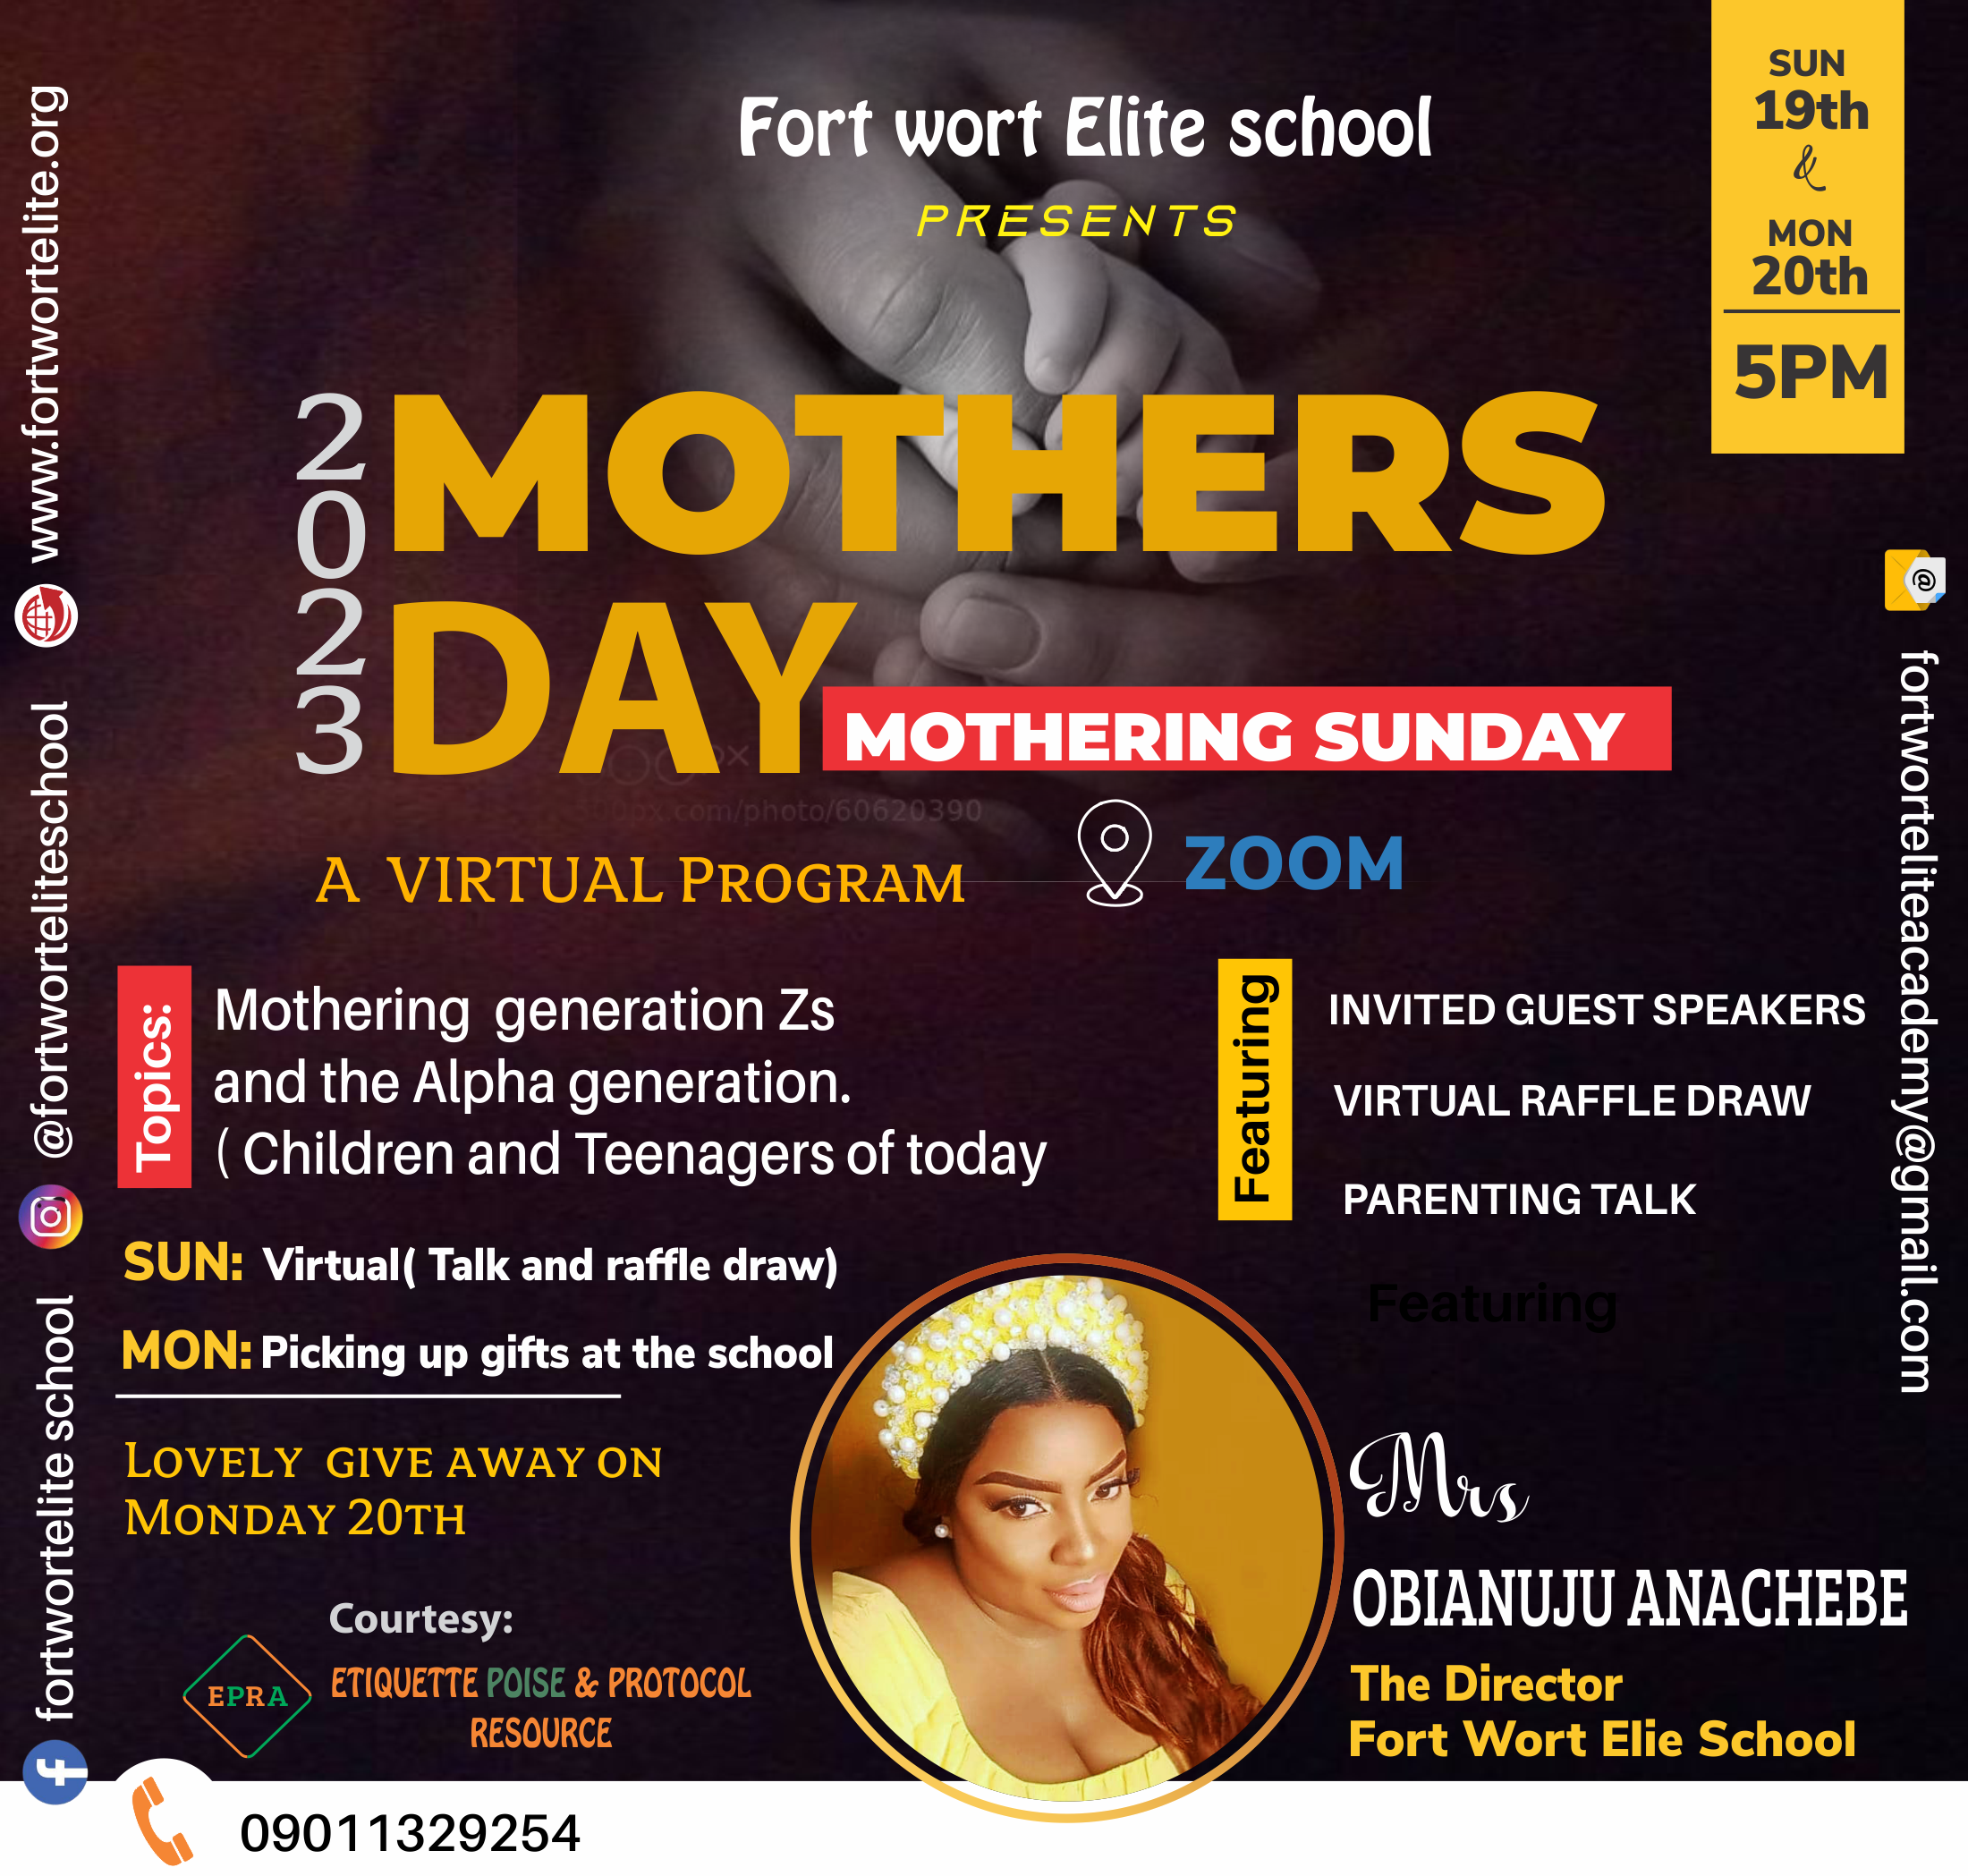 Fort wort Elite school
PRESENTS
SUN
19th
&
MON
20th
5PM
2023
MOTHERS
DAY
MOTHERING SUNDAY
A VIRTUAL PROGRAM
ZOOM
Topics:
Mothering generation Zs
and the Alpha generation.
( Children and Teenagers of today
Featuring
INVITED GUEST SPEAKERS
VIRTUAL RAFFLE DRAW
PARENTING TALK
Featuring
SUN: Virtual( Talk and raffle draw)
MON: Picking up gifts at the school
LOVELY GIVE AWAY ON
MONDAY 20TH
Courtesy:
EPRA
ETIQUETTE POISE & PROTOCOL
RESOURCE
Mrs
OBIANUJU ANACHEBE
The Director
Fort Wort Elie School
09011329254
www.fortwortelite.org
@fortworteliteschool
fortwortelite school
fortworteliteacademy@gmail.com
px.com/photo/60620390